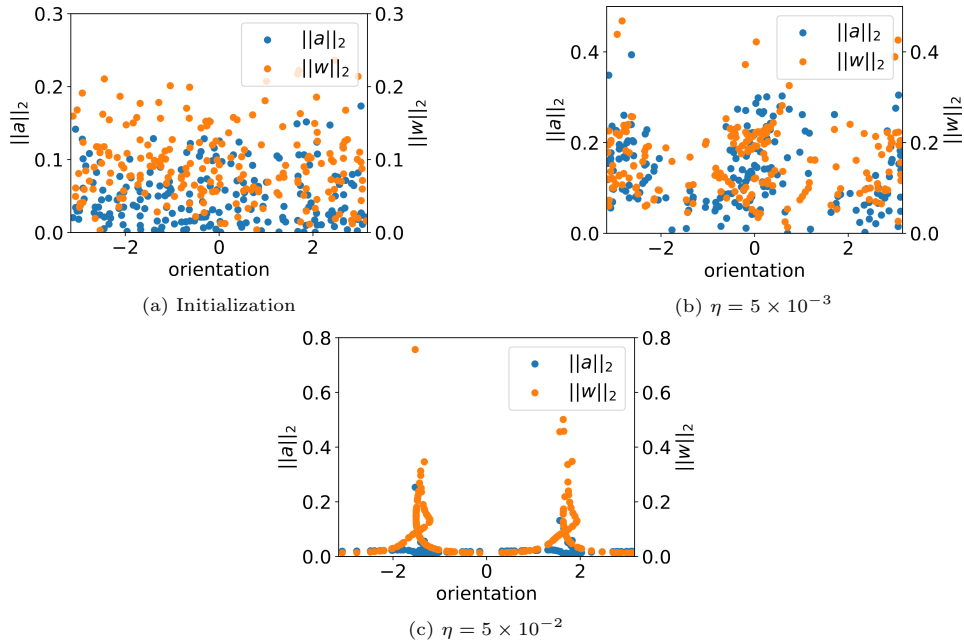 0.3
0.2
0.1
0.0
||a||₂
−2
0
2
orientation
0.3
0.2
0.1
0.0
||w||₂
||a||₂
||w||₂
(a) Initialization
0.4
0.2
0.0
||a||₂
−2
0
2
orientation
0.4
0.2
0.0
||w||₂
||a||₂
||w||₂
(b) η = 5 × 10⁻³
0.8
0.6
0.4
0.2
0.0
||a||₂
−2
0
2
orientation
0.8
0.6
0.4
0.2
0.0
||w||₂
||a||₂
||w||₂
(c) η = 5 × 10⁻²